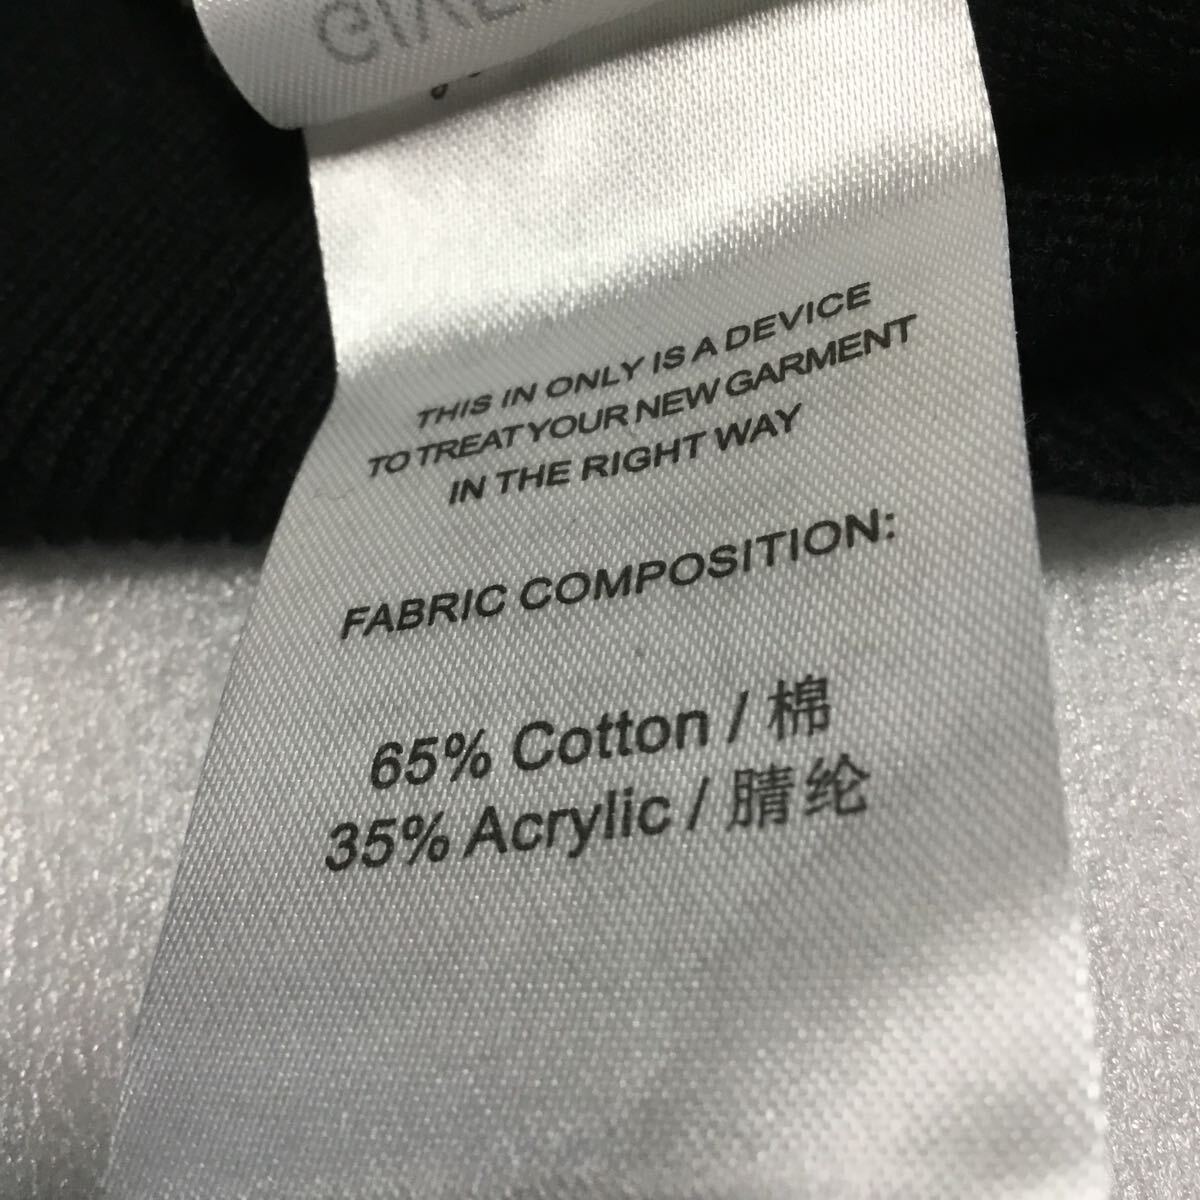 THIS IN ONLY IS A DEVICE
TO TREAT YOUR NEW GARMENT
IN THE RIGHT WAY
FABRIC COMPOSITION:
65% Cotton / 棉
35% Acrylic / 腈纶